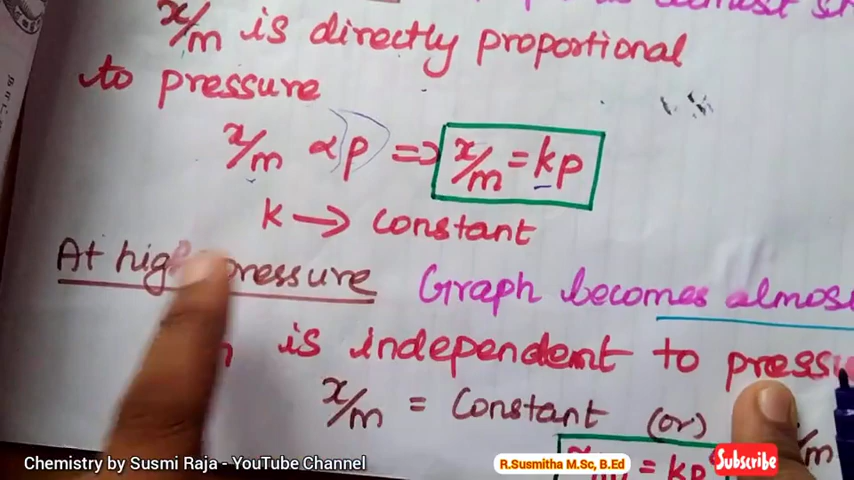 x/m is directly proportional
to pressure
x/m ∝ p => x/m = kp
k → constant
At high pressure Graph becomes almost
is independent to
x/m = Constant (or) /m
= kp
Chemistry by Susmi Raja - YouTube Channel
R.Susmitha M.Sc, B.Ed
Subscribe